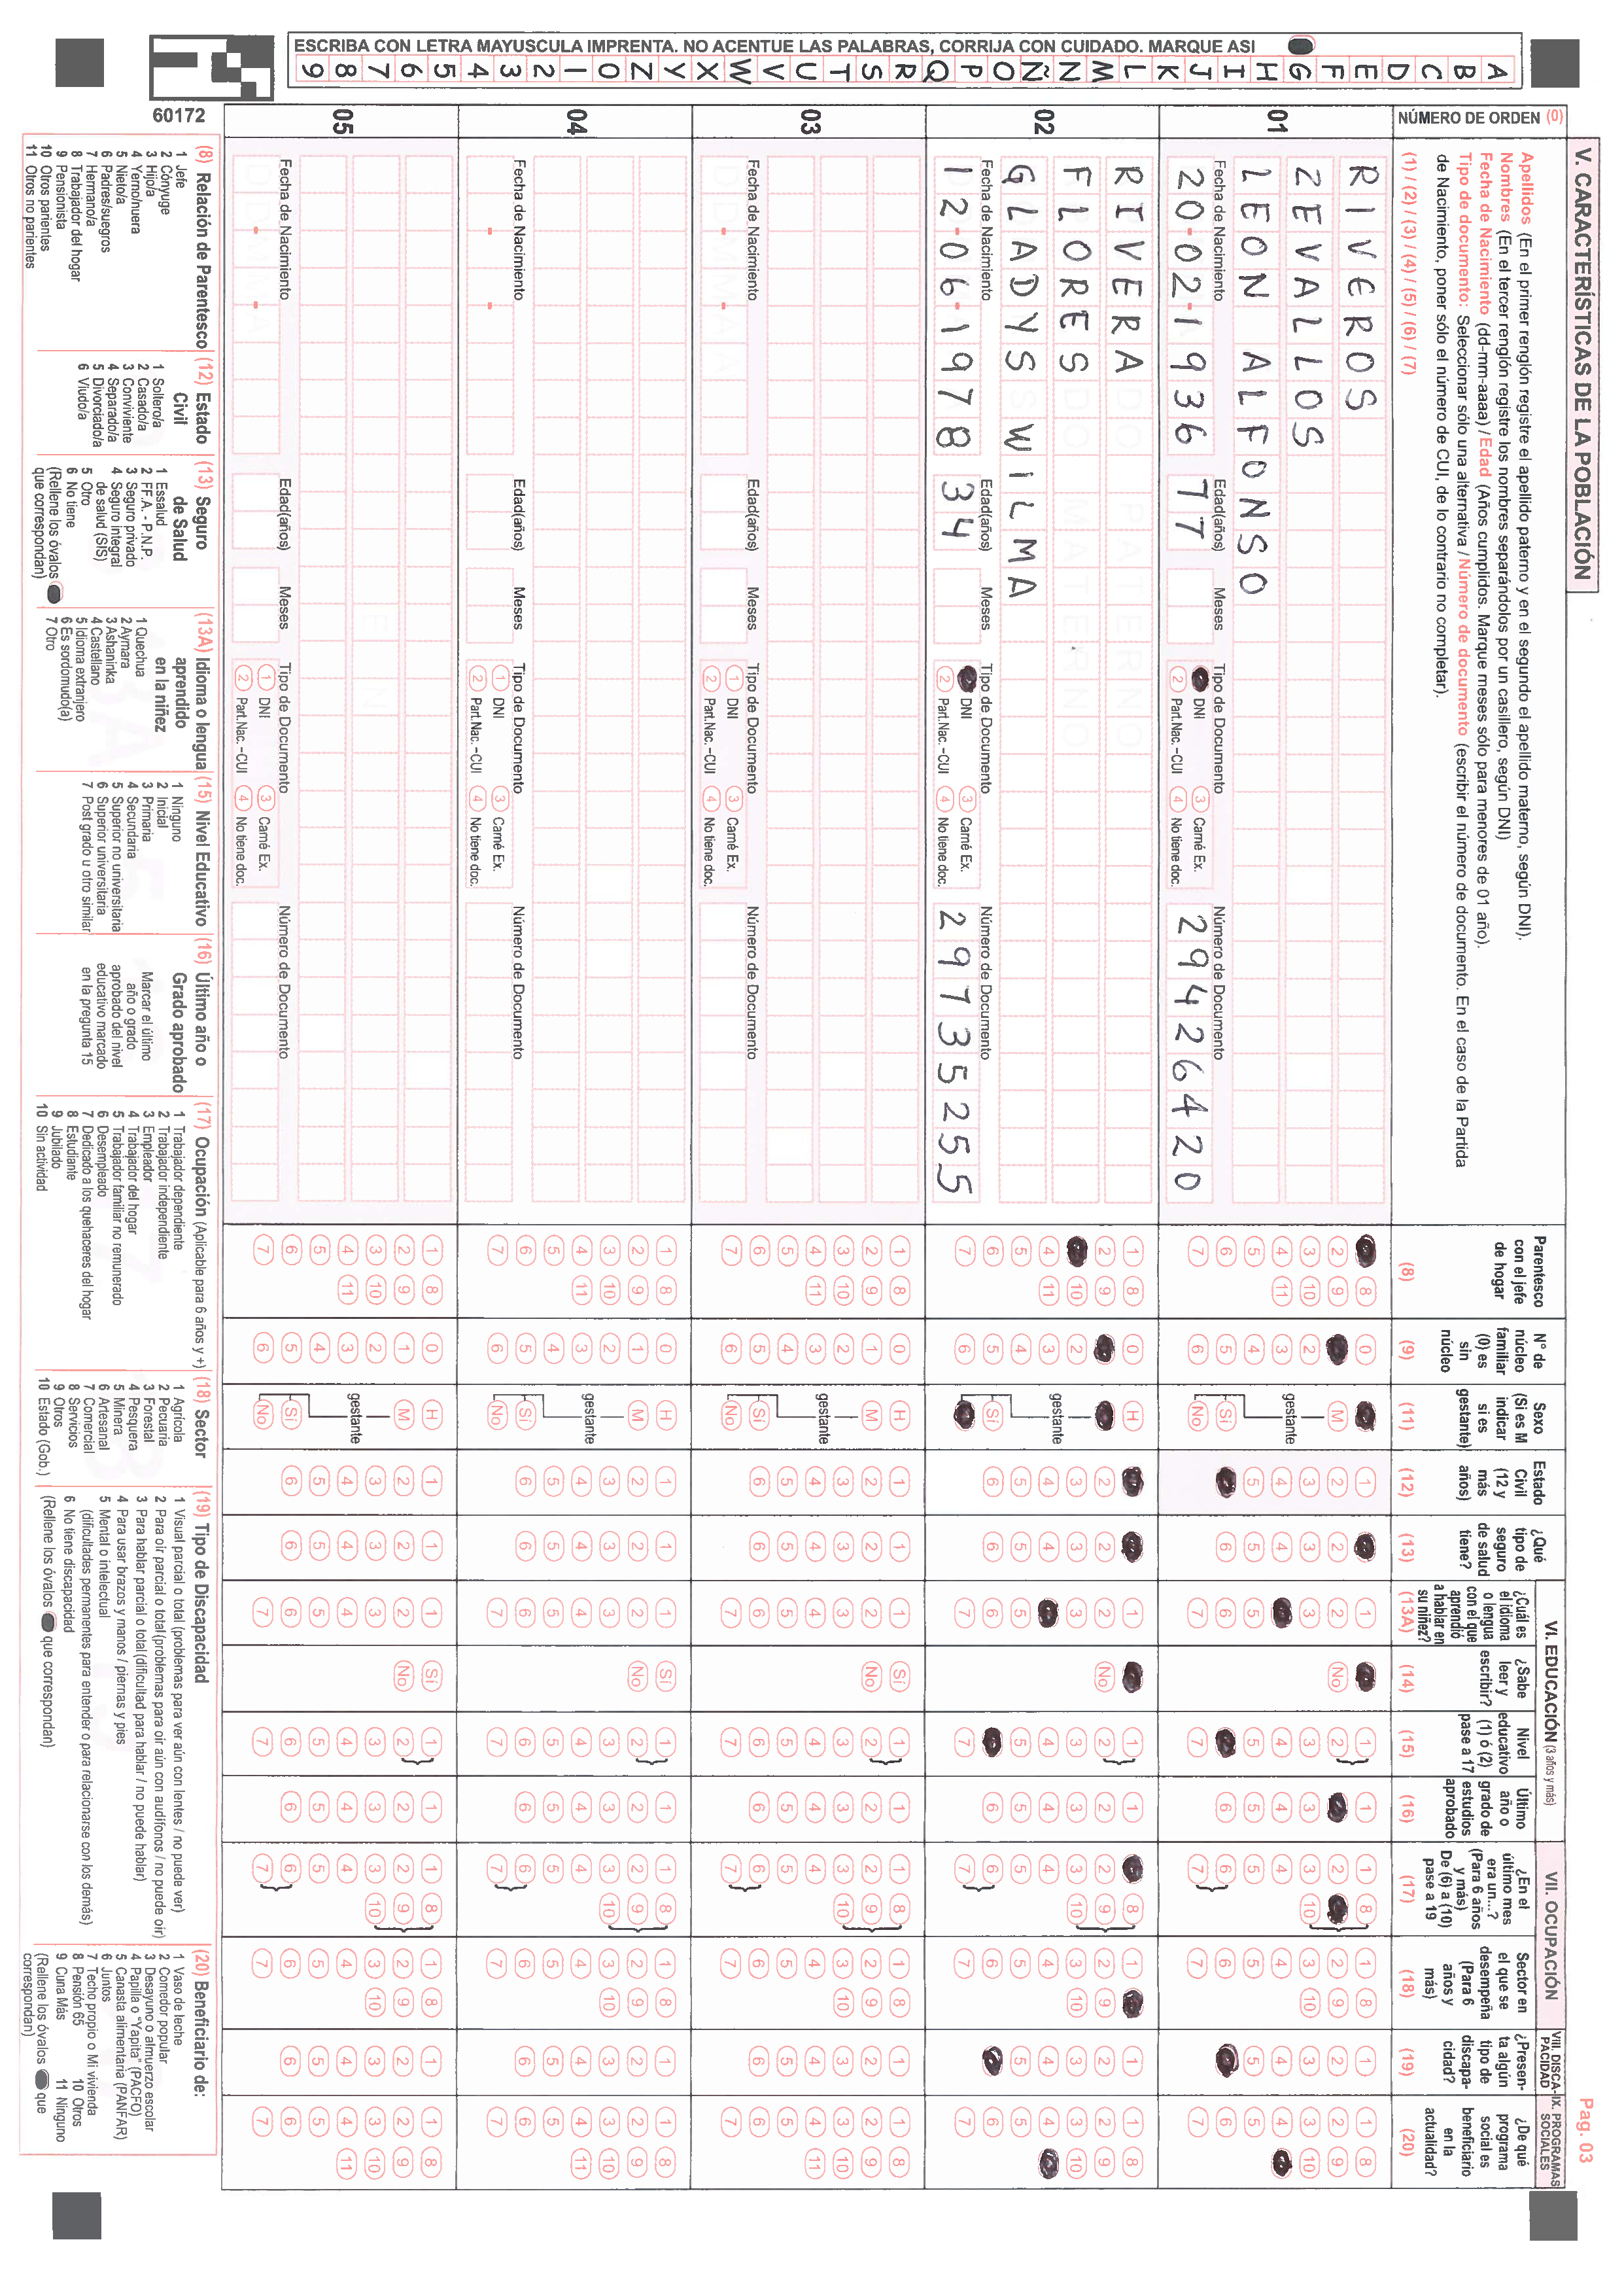 ESCRIBA CON LETRA MAYUSCULA IMPRENTA. NO ACENTUE LAS PALABRAS, CORRIJA CON CUIDADO. MARQUE ASI
A B C D E F G H I J K L M N Ñ O P Q R S T U V W X Y Z 0 1 2 3 4 5 6 7 8 9
60172
Pag. 03
V. CARACTERÍSTICAS DE LA POBLACIÓN
Apellidos (En el primer renglón registre el apellido paterno y en el segundo el apellido materno, según DNI).
Nombres (En el tercer renglón registre los nombres separándolos por un casillero, según DNI)
Fecha de Nacimiento (dd-mm-aaaa) / Edad (Años cumplidos. Marque meses sólo para menores de 01 año).
Tipo de documento: Seleccionar sólo una alternativa / Número de documento (escribir el número de documento. En el caso de la Partida
de Nacimiento, poner sólo el número de CUI, de lo contrario no completar).
NÚMERO DE ORDEN (0)
(1) / (2) / (3) / (4) / (5) / (6) / (7)
VI. EDUCACIÓN (3 años y más)
VII. OCUPACIÓN
VIII. DISCA-PACIDAD
IX. PROGRAMAS SOCIALES
Parentesco con el jefe de hogar (8)
N° de núcleo familiar (0) es sin núcleo (9)
Sexo (Si es M indicar si es gestante) (11)
Estado Civil (12 y más años) (12)
¿Qué tipo de seguro de salud tiene? (13)
¿Cuál es el idioma o lengua con el que aprendió a hablar en su niñez? (13A)
¿Sabe leer y escribir? (14)
Nivel educativo (1) ó (2) pase a 17 (15)
Último año o grado de estudios aprobado (16)
¿En el último mes era un...? (Para 6 años y más) De (6) a (10) pase a 19 (17)
Sector en el que se desempeña (Para 6 años y más) (18)
¿Presenta algún tipo de discapacidad? (19)
¿De qué programa social es beneficiario en la actualidad? (20)
01
RIVEROS
ZEVALLOS
LEON ALFONSO
Fecha de Nacimiento Edad(años) Meses Tipo de Documento Número de Documento
20-02-1936 77 DNI 2 Part.Nac. -CUI 3 Carné Ex. 4 No tiene doc. 29426420
02
RIVERA
FLORES
GLADYS WILMA
Fecha de Nacimiento Edad(años) Meses Tipo de Documento Número de Documento
12-06-1978 34 DNI 2 Part.Nac. -CUI 3 Carné Ex. 4 No tiene doc. 29735255
03
Fecha de Nacimiento Edad(años) Meses Tipo de Documento Número de Documento
1 DNI 2 Part.Nac. -CUI 3 Carné Ex. 4 No tiene doc.
04
Fecha de Nacimiento Edad(años) Meses Tipo de Documento Número de Documento
1 DNI 2 Part.Nac. -CUI 3 Carné Ex. 4 No tiene doc.
05
Fecha de Nacimiento Edad(años) Meses Tipo de Documento Número de Documento
1 DNI 2 Part.Nac. -CUI 3 Carné Ex. 4 No tiene doc.
(8) Relación de Parentesco
1 Jefe
2 Cónyuge
3 Hijo/a
4 Yerno/nuera
5 Nieto/a
6 Padres/suegros
7 Hermano/a
8 Trabajador del hogar
9 Pensionista
10 Otros parientes
11 Otros no parientes
(12) Estado Civil
1 Soltero/a
2 Casado/a
3 Conviviente
4 Separado/a
5 Divorciado/a
6 Viudo/a
(13) Seguro de Salud
1 Essalud
2 FF.A. - P.N.P.
3 Seguro privado
4 Seguro integral de salud (SIS)
5 Otro
6 No tiene
(Rellene los óvalos que correspondan)
(13A) Idioma o lengua aprendido en la niñez
1 Quechua
2 Aymara
3 Ashaninka
4 Castellano
5 Idioma extranjero
6 Es sordomudo(a)
7 Otro
(15) Nivel Educativo
1 Ninguno
2 Inicial
3 Primaria
4 Secundaria
5 Superior no universitaria
6 Superior universitaria
7 Post grado u otro similar
(16) Último año o Grado aprobado
Marcar el último año o grado aprobado del nivel educativo marcado en la pregunta 15
(17) Ocupación (Aplicable para 6 años y +)
1 Trabajador dependiente
2 Trabajador independiente
3 Empleador
4 Trabajador del hogar
5 Trabajador familiar no remunerado
6 Desempleado
7 Dedicado a los quehaceres del hogar
8 Estudiante
9 Jubilado
10 Sin actividad
(18) Sector
1 Agrícola
2 Pecuaria
3 Forestal
4 Pesquera
5 Minera
6 Artesanal
7 Comercial
8 Servicios
9 Otros
10 Estado (Gob.)
(19) Tipo de Discapacidad
1 Visual parcial o total (problemas para ver aún con lentes / no puede ver)
2 Para oir parcial o total (problemas para oir aún con audífonos / no puede oir)
3 Para hablar parcial o total (dificultad para hablar / no puede hablar)
4 Para usar brazos y manos / piernas y pies
5 Mental o intelectual
(dificultades permanentes para entender o para relacionarse con los demás)
6 No tiene discapacidad
(Rellene los óvalos que correspondan)
(20) Beneficiario de:
1 Vaso de leche
2 Comedor popular
3 Desayuno o almuerzo escolar
4 Papilla o "Yapita" (PACFO)
5 Canasta alimentaria (PANFAR)
6 Juntos
7 Techo propio o Mi vivienda
8 Pensión 65
9 Cuna Más
10 Otros
11 Ninguno
(Rellene los óvalos que correspondan)